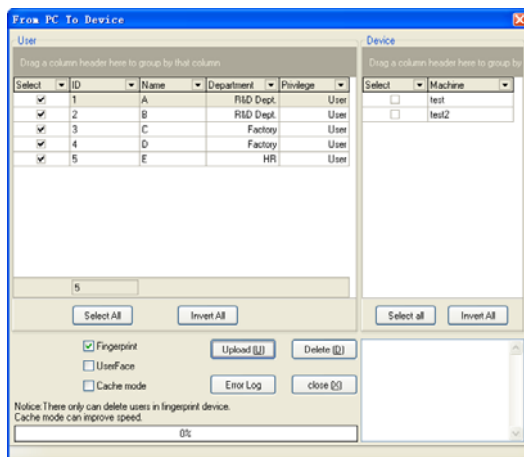 From PC To Device
User
Drag a column header here to group by that column
Select ID Name Department Privilege
1 A R&D Dept. User
2 B R&D Dept. User
3 C Factory User
4 D Factory User
5 E HR User
5
Select All Invert All
Device
Drag a column header here to group by
Select Machine
test
test2
Select all Invert All
Fingerprint
UserFace
Cache mode
Upload [U] Delete [D]
Error Log close [X]
Notice:There only can delete users in fingerprint device.
Cache mode can improve speed.
0%